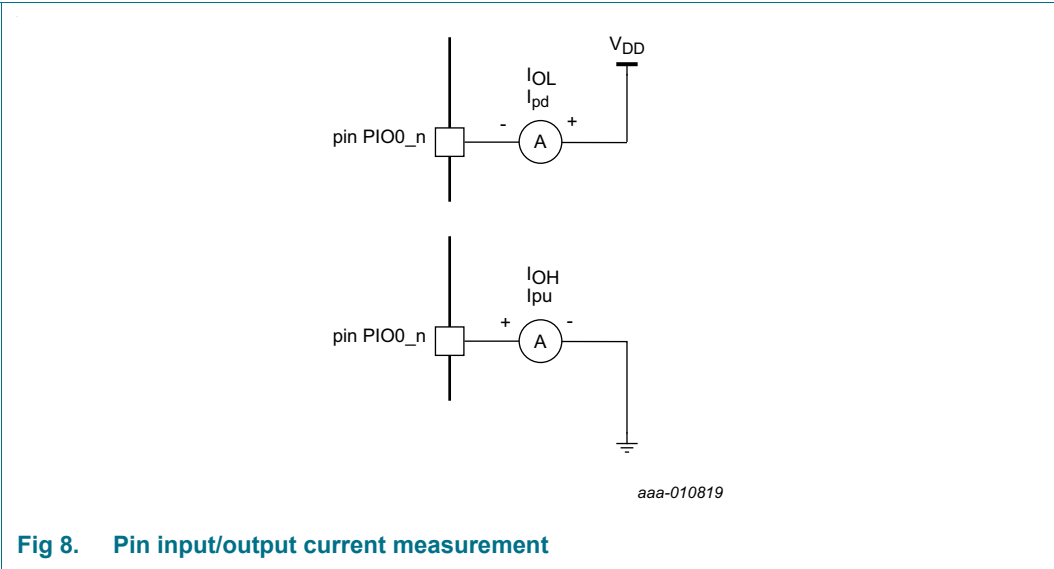 V_DD
I_OL
I_pd
- +
pin PIO0_n
A
I_OH
Ipu
+ -
pin PIO0_n
A
aaa-010819
Fig 8. Pin input/output current measurement